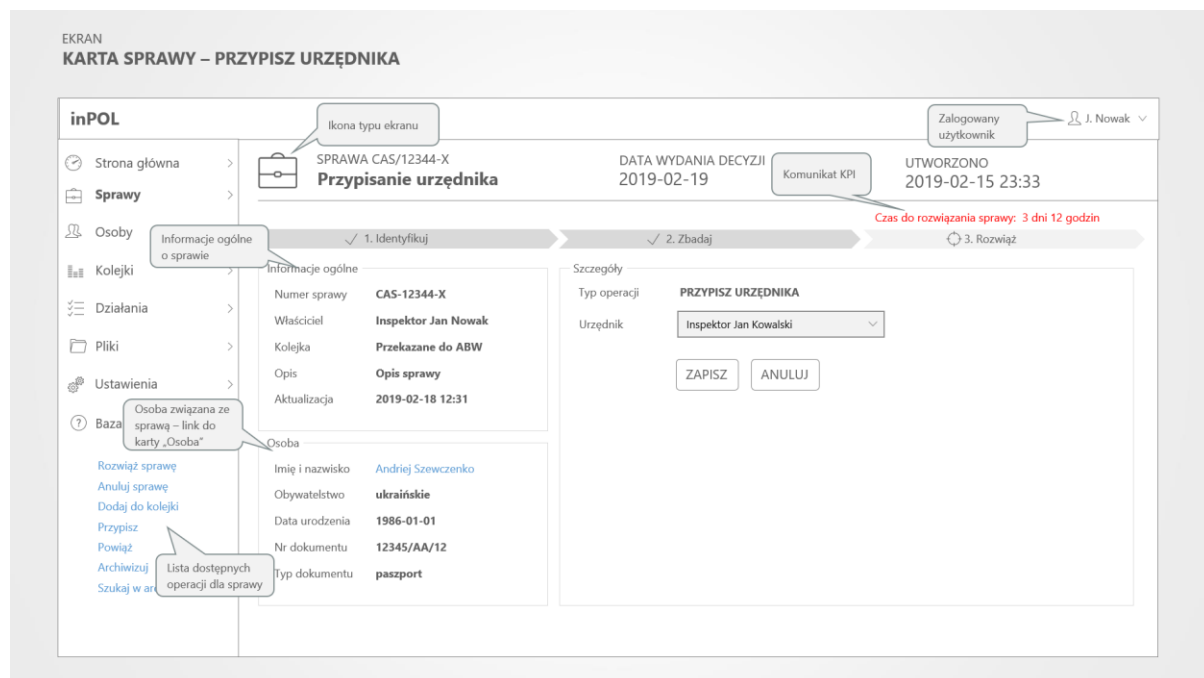 EKRAN
KARTA SPRAWY – PRZYPISZ URZĘDNIKA
inPOL
Ikona typu ekranu
Zalogowany
użytkownik
J. Nowak
Strona główna
Sprawy
Osoby
Kolejki
Działania
Pliki
Ustawienia
Baza
Rozwiąż sprawę
Anuluj sprawę
Dodaj do kolejki
Przypisz
Powiąż
Archiwizuj
Szukaj w
Informacje ogólne
o sprawie
Osoba związana ze
sprawą – link do
karty „Osoba"
Lista dostępnych
operacji dla sprawy
SPRAWA CAS/12344-X
Przypisanie urzędnika
DATA WYDANIA DECYZJI
2019-02-19
Komunikat KPI
UTWORZONO
2019-02-15 23:33
Czas do rozwiązania sprawy: 3 dni 12 godzin
1. Identyfikuj
2. Zbadaj
3. Rozwiąż
Informacje ogólne
Numer sprawy CAS-12344-X
Właściciel Inspektor Jan Nowak
Kolejka Przekazane do ABW
Opis Opis sprawy
Aktualizacja 2019-02-18 12:31
Osoba
Imię i nazwisko Andriej Szewczenko
Obywatelstwo ukraińskie
Data urodzenia 1986-01-01
Nr dokumentu 12345/AA/12
Typ dokumentu paszport
Szczegóły
Typ operacji PRZYPISZ URZĘDNIKA
Urzędnik Inspektor Jan Kowalski
ZAPISZ ANULUJ